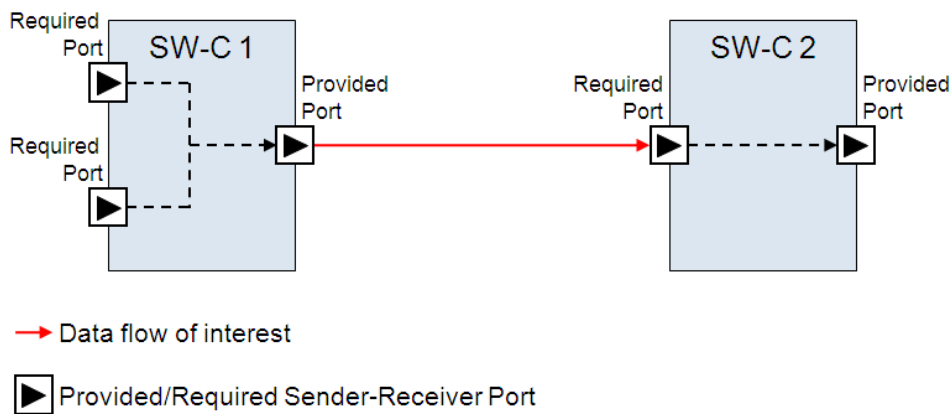 Required
Port
SW-C 1
Provided
Port
Required
Port
Required
Port
SW-C 2
Provided
Port
Data flow of interest
Provided/Required Sender-Receiver Port